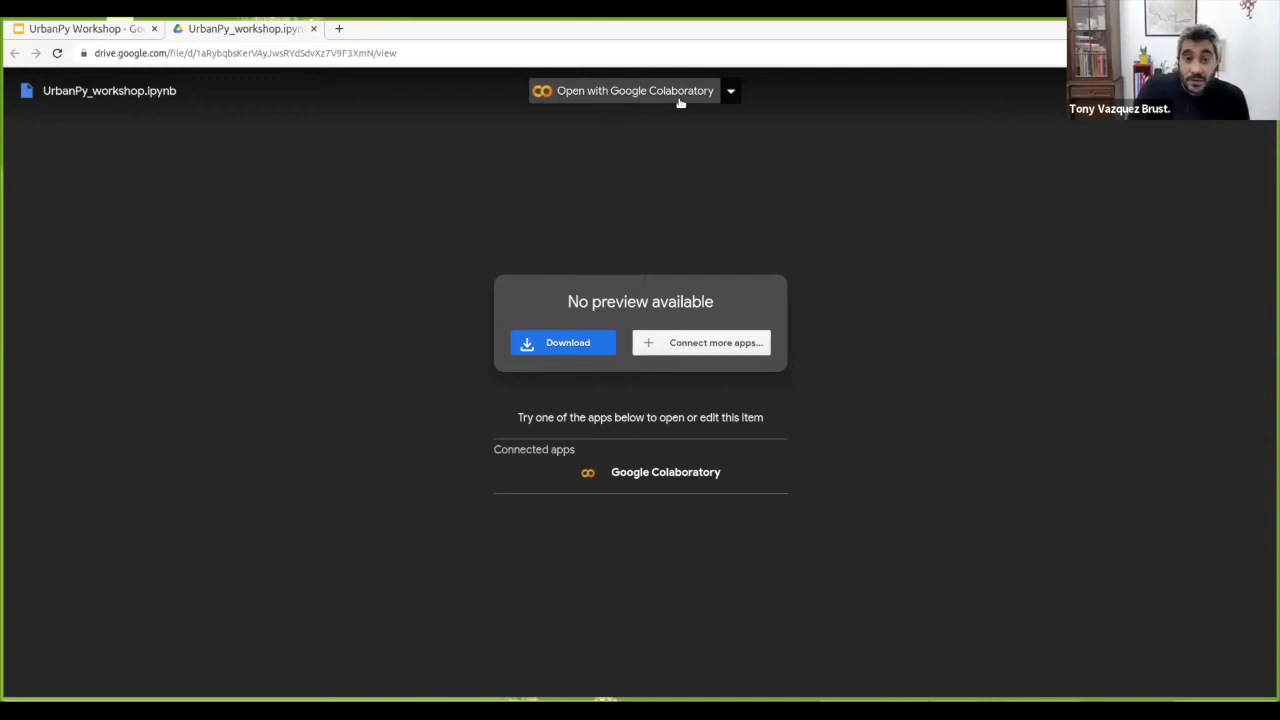 UrbanPy Workshop - Go
UrbanPy_workshop.ipyn
drive.google.com/file/d/1aRybqbsKerVAyJwsRYdSdvXz7V9F3XmN/view
UrbanPy_workshop.ipynb
Open with Google Colaboratory
Tony Vazquez Brust.
No preview available
Download
Connect more apps...
Try one of the apps below to open or edit this item
Connected apps
Google Colaboratory